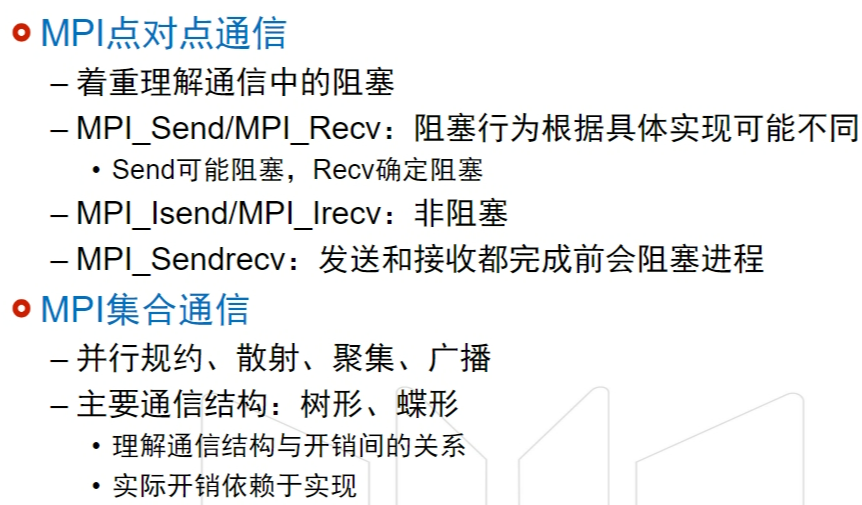 MPI点对点通信
– 着重理解通信中的阻塞
– MPI_Send/MPI_Recv：阻塞行为根据具体实现可能不同
• Send可能阻塞，Recv确定阻塞
– MPI_Isend/MPI_Irecv：非阻塞
– MPI_Sendrecv：发送和接收都完成前会阻塞进程
MPI集合通信
– 并行规约、散射、聚集、广播
– 主要通信结构：树形、蝶形
• 理解通信结构与开销间的关系
• 实际开销依赖于实现